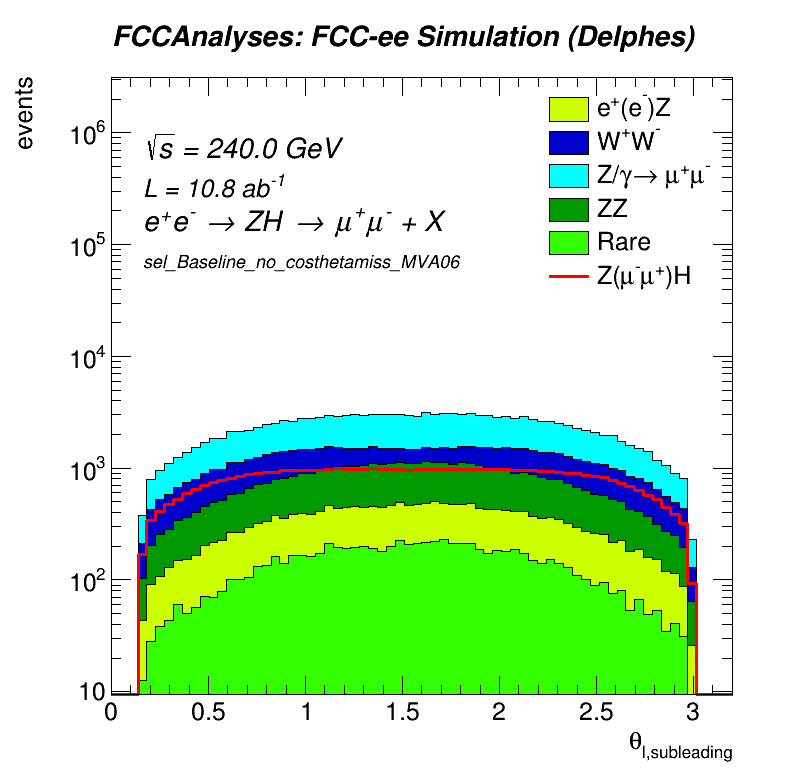 FCCAnalyses: FCC-ee Simulation (Delphes)
events
√s = 240.0 GeV
L = 10.8 ab⁻¹
e⁺e⁻ → ZH → μ⁺μ⁻ + X
sel_Baseline_no_costhetamiss_MVA06
e⁺(e⁻)Z
W⁺W⁻
Z/γ→ μ⁺μ⁻
ZZ
Rare
Z(μ⁻μ⁺)H
10⁶
10⁵
10⁴
10³
10²
10
0 0.5 1 1.5 2 2.5 3
θl,subleading